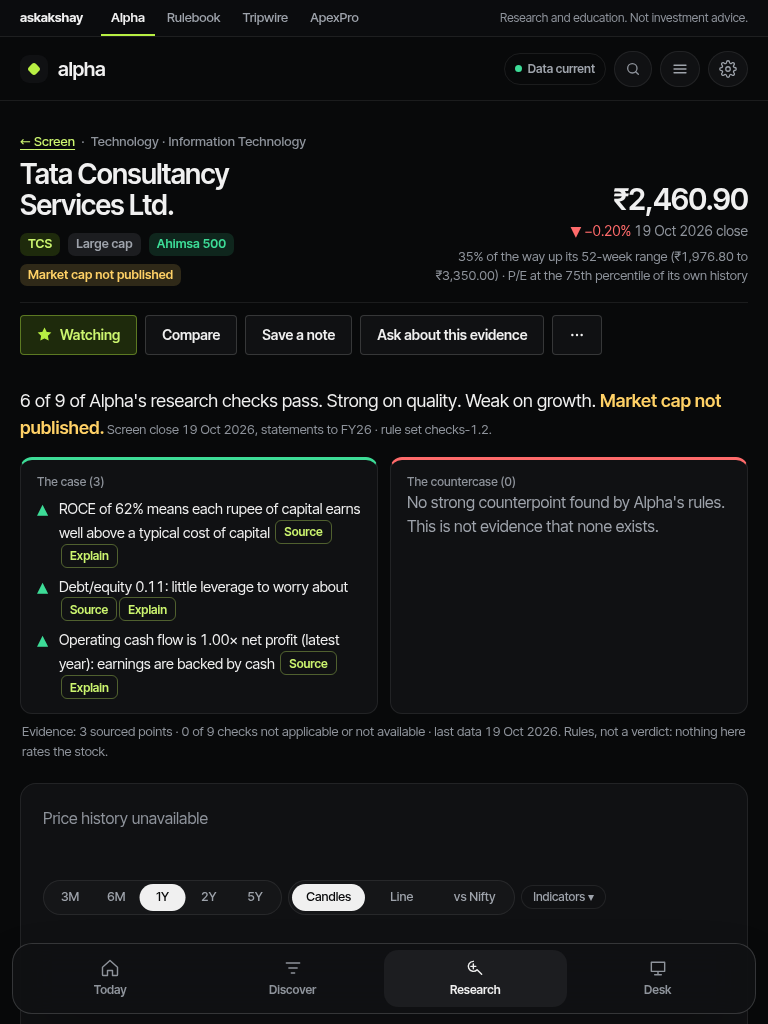 askakshay Alpha Rulebook Tripwire ApexPro Research and education. Not investment advice.
alpha Data current
← Screen · Technology · Information Technology
Tata Consultancy
Services Ltd.
TCS Large cap Ahimsa 500
Market cap not published
₹2,460.90
▼ −0.20% 19 Oct 2026 close
35% of the way up its 52-week range (₹1,976.80 to
₹3,350.00) · P/E at the 75th percentile of its own history
★ Watching Compare Save a note Ask about this evidence ···
6 of 9 of Alpha's research checks pass. Strong on quality. Weak on growth. Market cap not
published. Screen close 19 Oct 2026, statements to FY26 · rule set checks-1.2.
The case (3)
▲ ROCE of 62% means each rupee of capital earns
well above a typical cost of capital Source
Explain
▲ Debt/equity 0.11: little leverage to worry about
Source Explain
▲ Operating cash flow is 1.00× net profit (latest
year): earnings are backed by cash Source
Explain
The countercase (0)
No strong counterpoint found by Alpha's rules.
This is not evidence that none exists.
Evidence: 3 sourced points · 0 of 9 checks not applicable or not available · last data 19 Oct 2026. Rules, not a verdict: nothing here
rates the stock.
Price history unavailable
3M 6M 1Y 2Y 5Y Candles Line vs Nifty Indicators ▾
Today Discover Research Desk